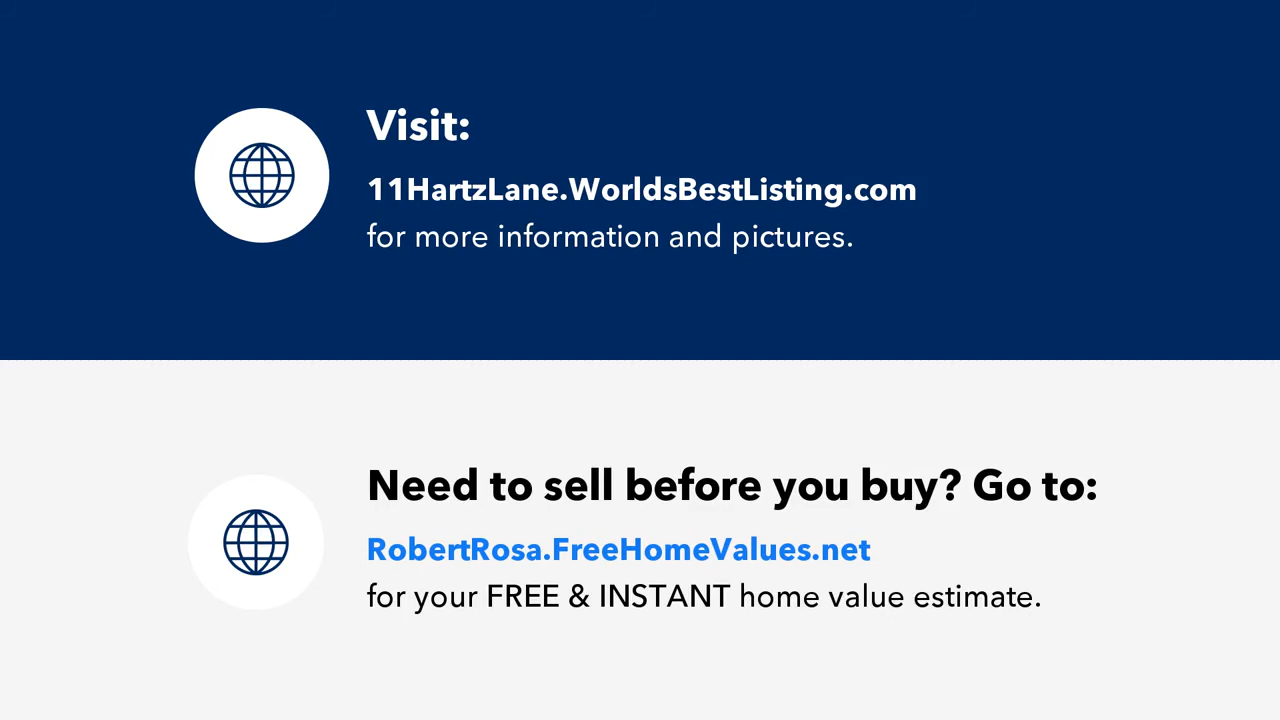 Visit:
11HartzLane.WorldsBestListing.com
for more information and pictures.
Need to sell before you buy? Go to:
RobertRosa.FreeHomeValues.net
for your FREE & INSTANT home value estimate.